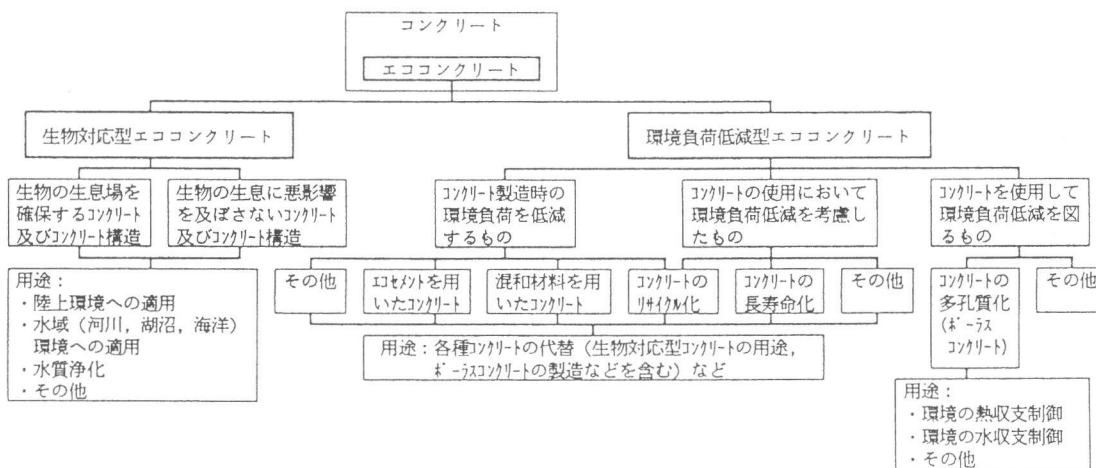 コンクリート
エココンクリート
生物対応型エココンクリート
環境負荷低減型エココンクリート
生物の生息場を
確保するｺﾝｸﾘｰﾄ
及びｺﾝｸﾘｰﾄ構造
生物の生息に悪影響
を及ぼさないｺﾝｸﾘｰﾄ
及びｺﾝｸﾘｰﾄ構造
ｺﾝｸﾘｰﾄ製造時の
環境負荷を低減
するもの
ｺﾝｸﾘｰﾄの使用において
環境負荷低減を考慮し
たもの
ｺﾝｸﾘｰﾄを使用して
環境負荷低減を図
るもの
用途：
・陸上環境への適用
・水域（河川，湖沼，海洋）
環境への適用
・水質浄化
・その他
その他
ｴｺｾﾒﾝﾄを用
いたｺﾝｸﾘｰﾄ
混和材料を用
いたｺﾝｸﾘｰﾄ
ｺﾝｸﾘｰﾄの
ﾘｻｲｸﾙ化
ｺﾝｸﾘｰﾄの
長寿命化
その他
ｺﾝｸﾘｰﾄの
多孔質化
(ﾎﾟｰﾗｽ
ｺﾝｸﾘｰﾄ)
その他
用途：各種ｺﾝｸﾘｰﾄの代替（生物対応型ｺﾝｸﾘｰﾄの用途，
ﾎﾟｰﾗｽｺﾝｸﾘｰﾄの製造などを含む）など
用途：
・環境の熱収支制御
・環境の水収支制御
・その他